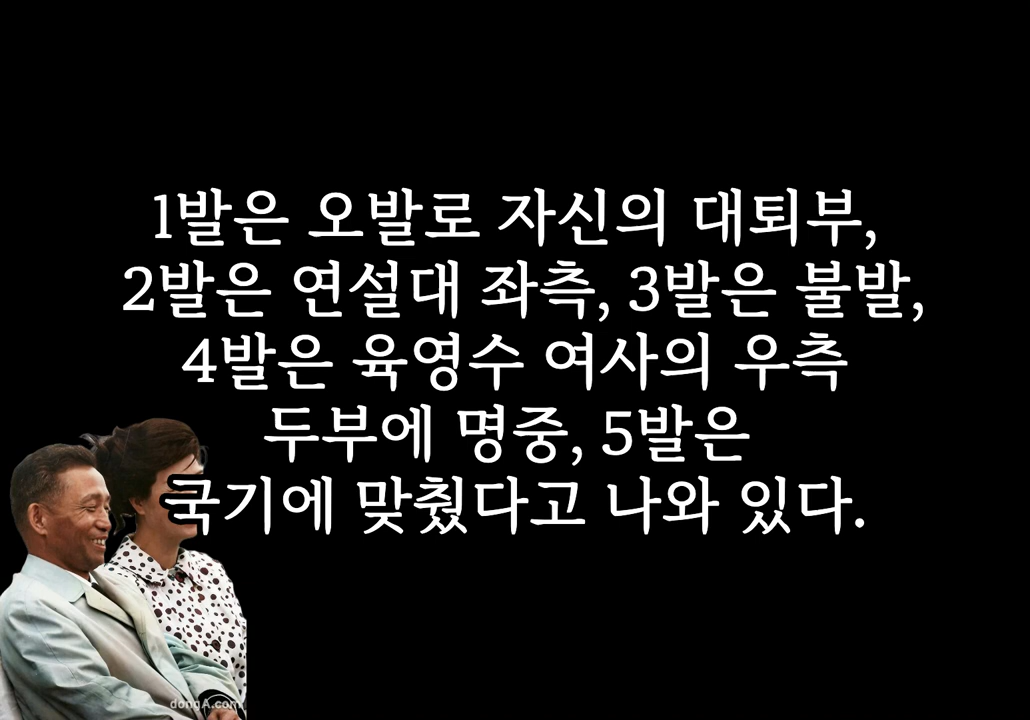 1발은 오발로 자신의 대퇴부,
2발은 연설대 좌측, 3발은 불발,
4발은 육영수 여사의 우측
두부에 명중, 5발은
국기에 맞췄다고 나와 있다.
dongA.com